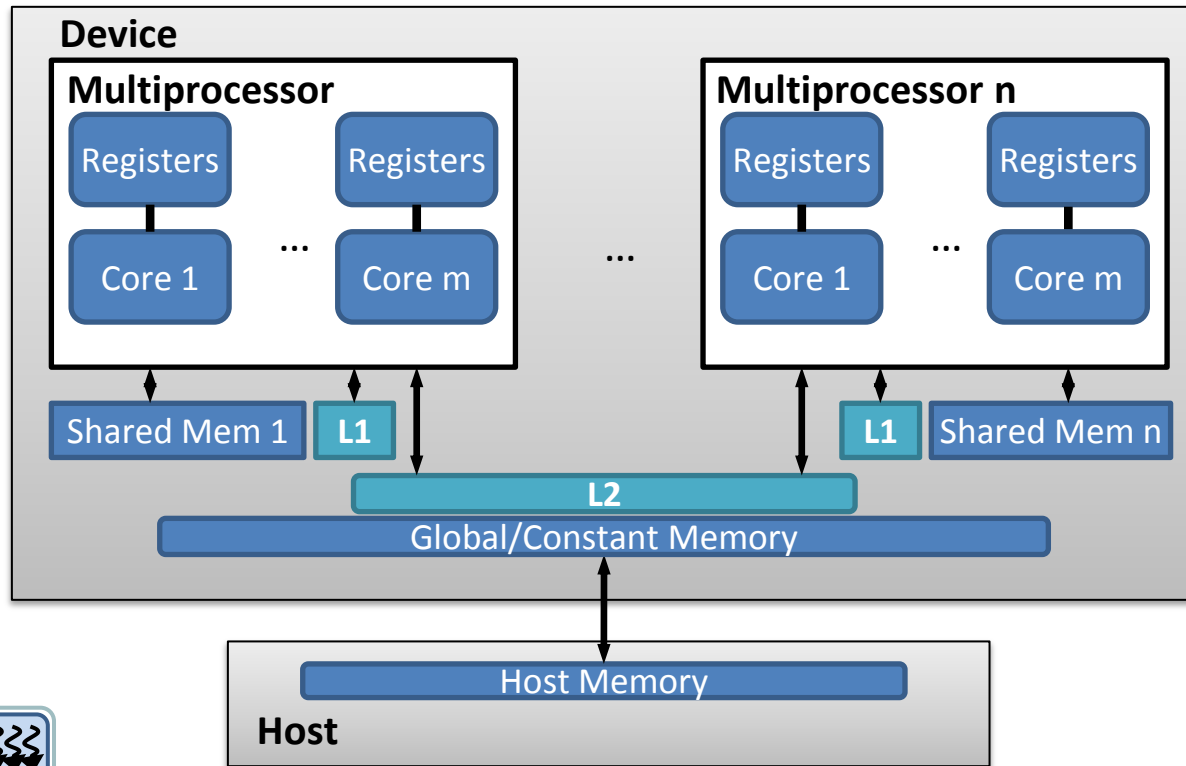 Device
Multiprocessor
Multiprocessor n
Registers
Registers
Registers
Registers
...
...
...
Core 1
Core m
Core 1
Core m
Shared Mem 1
L1
L1
Shared Mem n
L2
Global/Constant Memory
Host Memory
Host